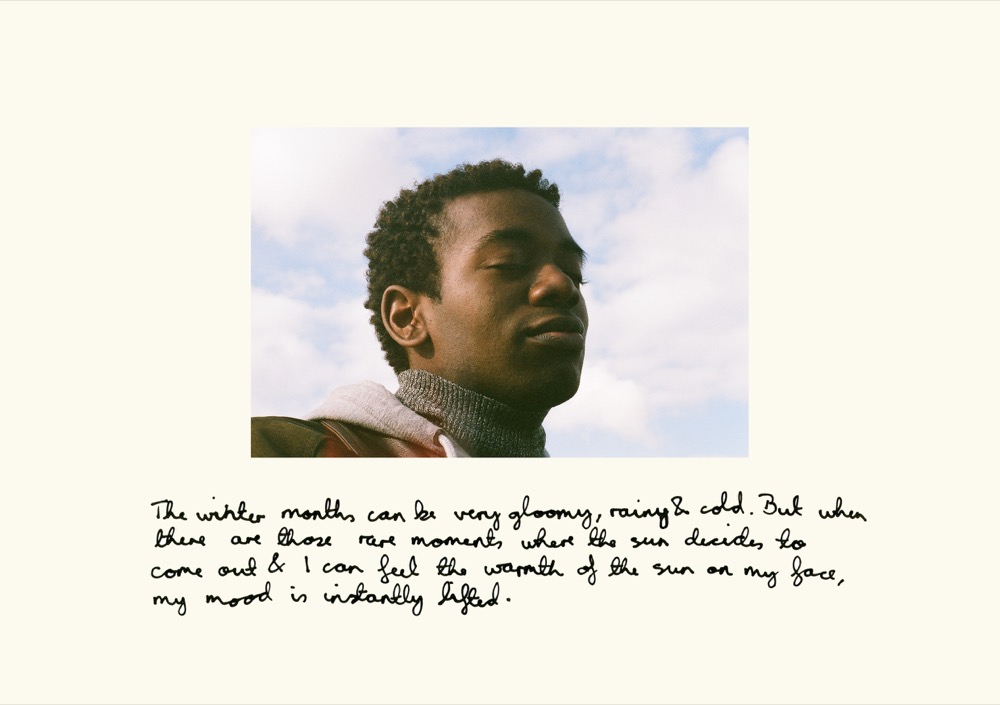 The winter months can be very gloomy, rainy & cold. But when
there are those rare moments where the sun decides to
come out & I can feel the warmth of the sun on my face,
my mood is instantly lifted.